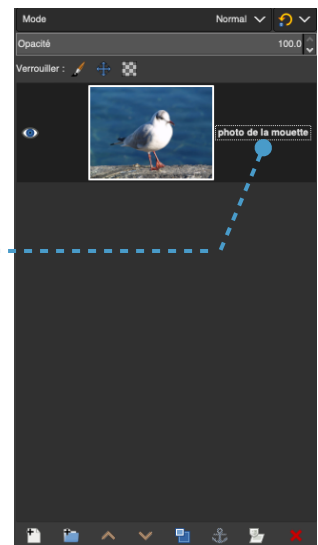 Mode Normal
Opacité 100.0
Verrouiller :
photo de la mouette